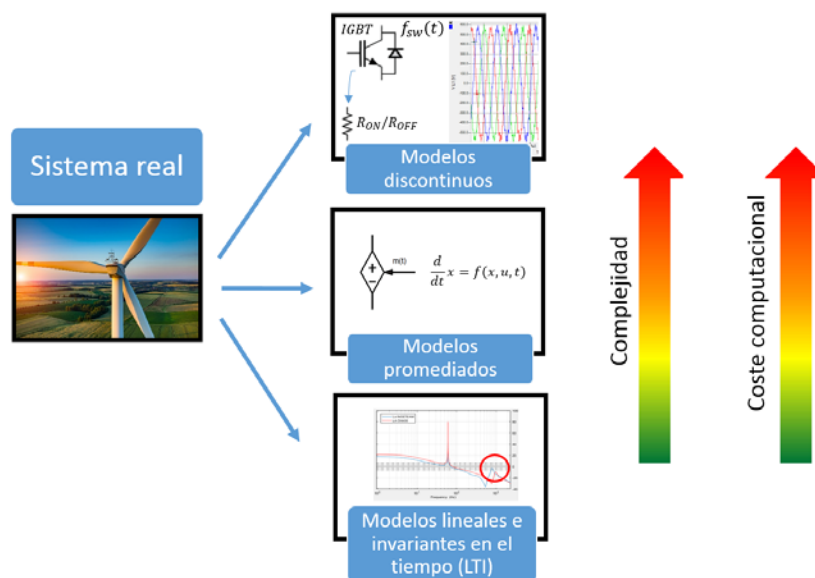 Sistema real
IGBT
f_sw(t)
R_ON/R_OFF
Modelos
discontinuos
m(t)
d/dt x = f(x, u, t)
Modelos
promediados
Modelos lineales e
invariantes en el
tiempo (LTI)
Complejidad
Coste computacional